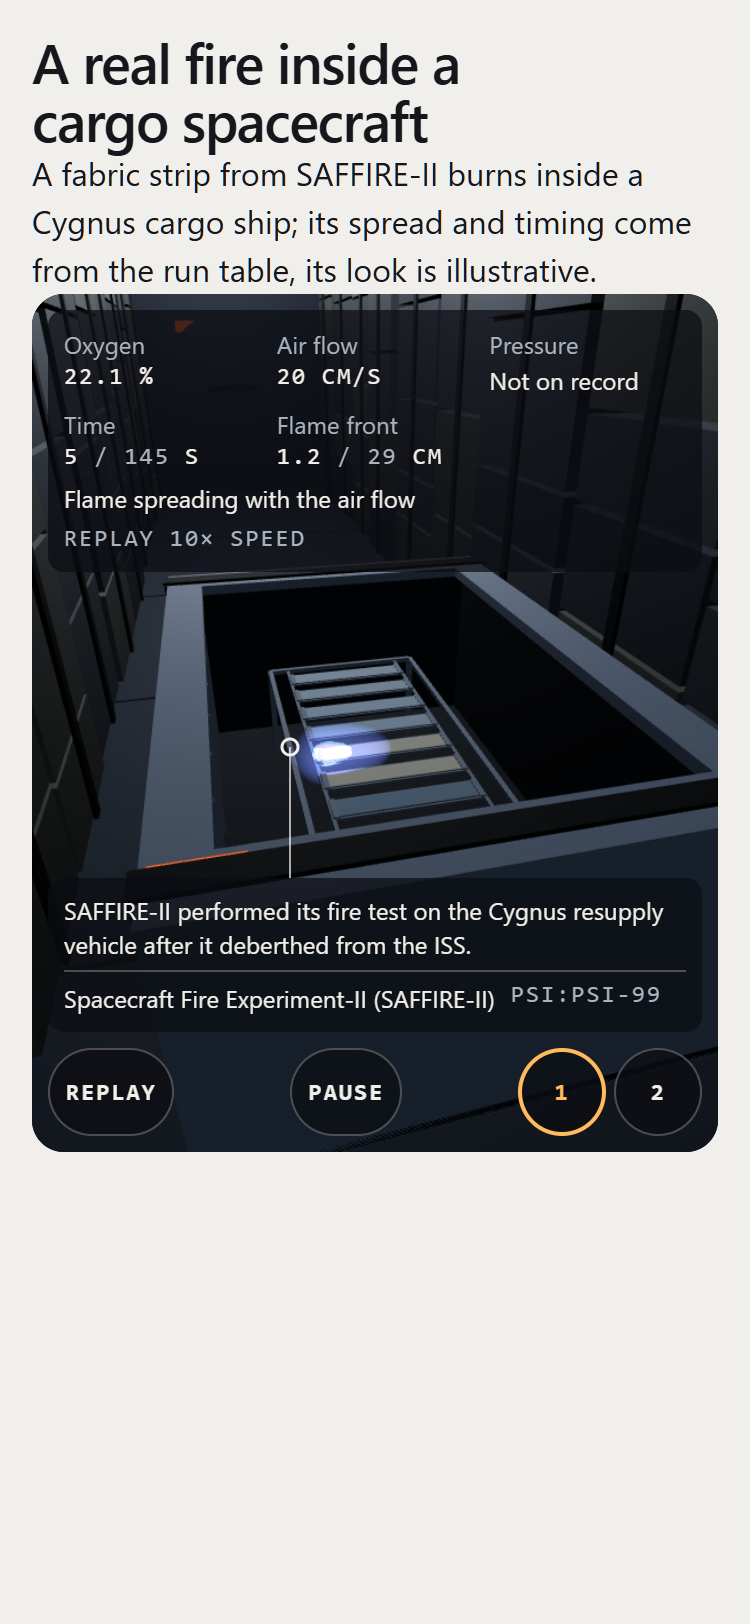 A real fire inside a
cargo spacecraft
A fabric strip from SAFFIRE-II burns inside a
Cygnus cargo ship; its spread and timing come
from the run table, its look is illustrative.
Oxygen
22.1 %
Air flow
20 CM/S
Pressure
Not on record
Time
5 / 145 S
Flame front
1.2 / 29 CM
Flame spreading with the air flow
REPLAY 10× SPEED
SAFFIRE-II performed its fire test on the Cygnus resupply
vehicle after it deberthed from the ISS.
Spacecraft Fire Experiment-II (SAFFIRE-II) PSI:PSI-99
REPLAY
PAUSE
1
2